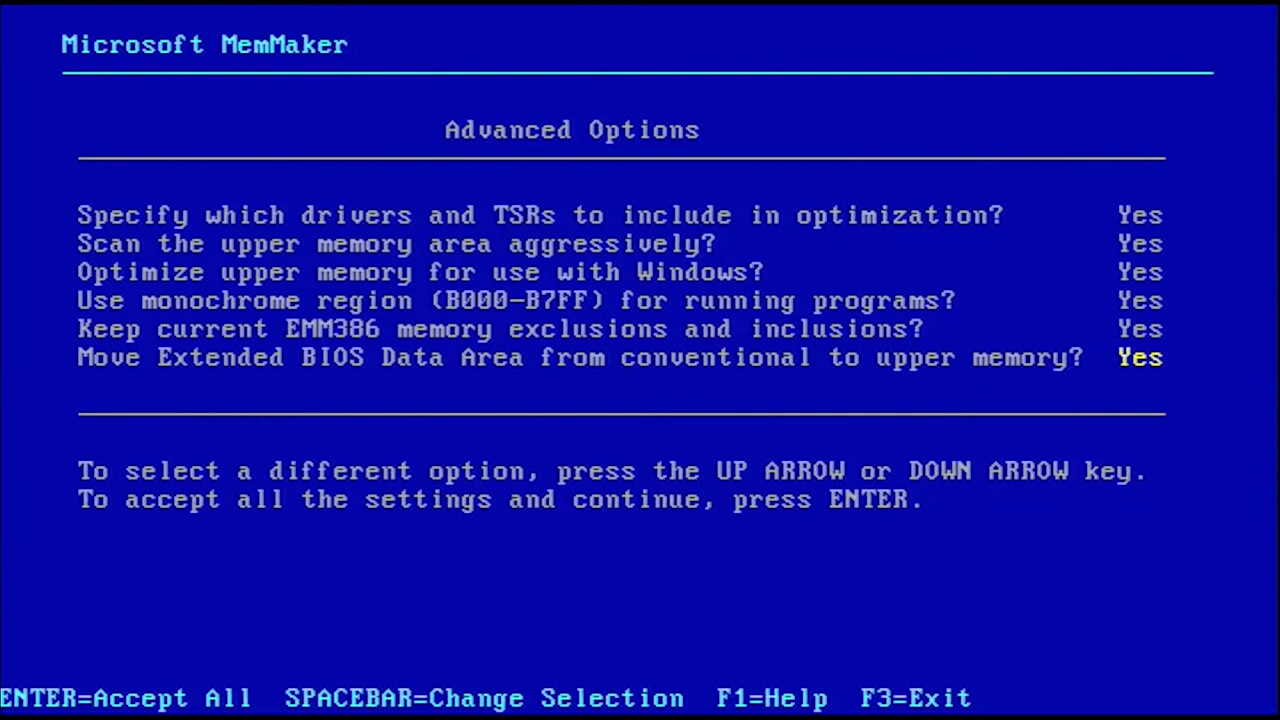 Microsoft MemMaker
Advanced Options
Specify which drivers and TSRs to include in optimization? Yes
Scan the upper memory area aggressively? Yes
Optimize upper memory for use with Windows? Yes
Use monochrome region (B000-B7FF) for running programs? Yes
Keep current EMM386 memory exclusions and inclusions? Yes
Move Extended BIOS Data Area from conventional to upper memory? Yes
To select a different option, press the UP ARROW or DOWN ARROW key.
To accept all the settings and continue, press ENTER.
ENTER=Accept All SPACEBAR=Change Selection F1=Help F3=Exit